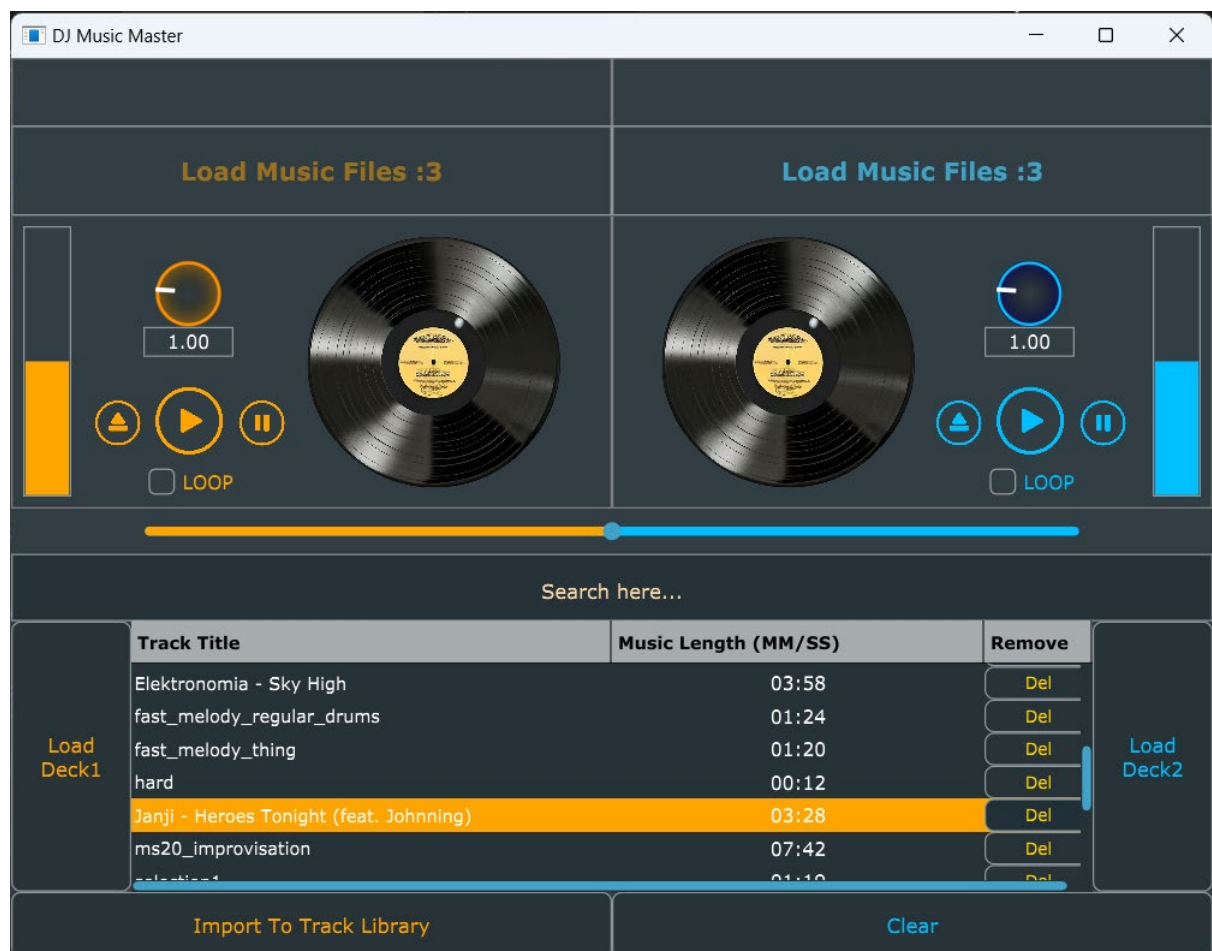 DJ Music Master
Load Music Files :3
Load Music Files :3
1.00
1.00
LOOP
LOOP
Search here...
Track Title Music Length (MM/SS) Remove
Elektronomia - Sky High 03:58 Del
fast_melody_regular_drums 01:24 Del
fast_melody_thing 01:20 Del
hard 00:12 Del
Janji - Heroes Tonight (feat. Johnning) 03:28 Del
ms20_improvisation 07:42 Del
Load
Deck1
Load
Deck2
Import To Track Library
Clear